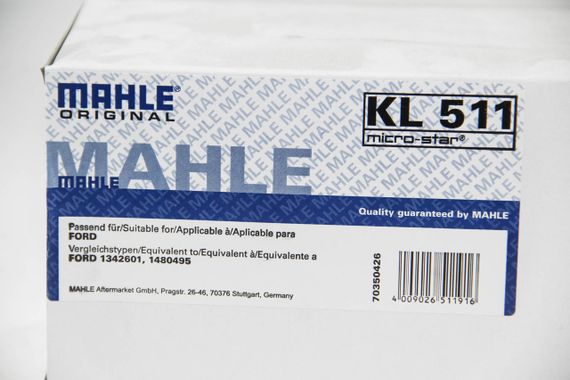 MAHLE®
ORIGINAL
KL 511
micro-star®
MAHLE
MAHLE
Quality guaranteed by MAHLE
Passend für/Suitable for/Applicable à/Aplicable para
FORD
Vergleichstypen/Equivalent to/Equivalent à/Equivalente a
FORD 1342601, 1480495
MAHLE Aftermarket GmbH, Pragstr. 26-46, 70376 Stuttgart, Germany
70350426
4 009026 511916